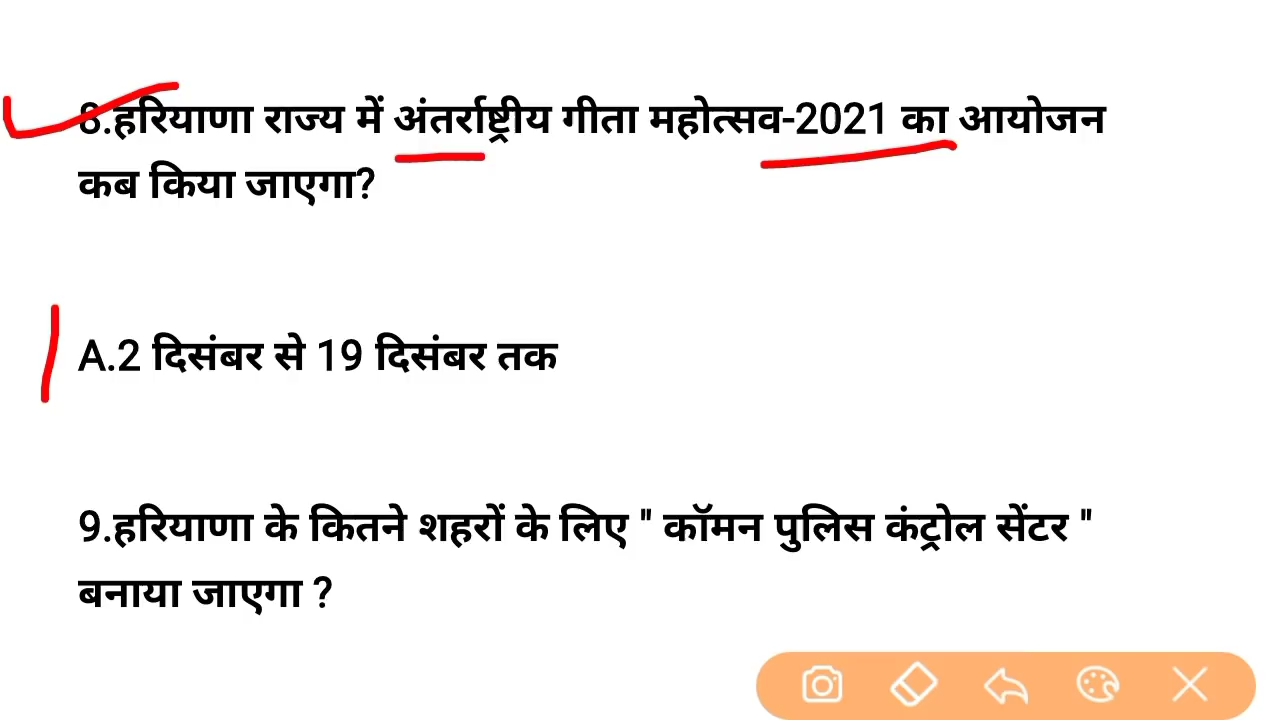 8.हरियाणा राज्य में अंतर्राष्ट्रीय गीता महोत्सव-2021 का आयोजन
कब किया जाएगा?
A.2 दिसंबर से 19 दिसंबर तक
9.हरियाणा के कितने शहरों के लिए " कॉमन पुलिस कंट्रोल सेंटर "
बनाया जाएगा ?